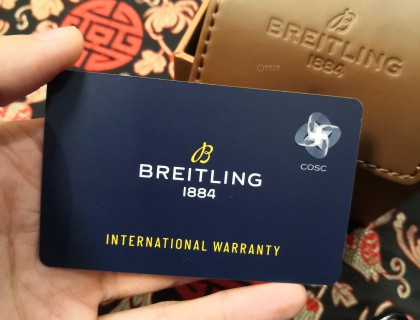 BREITLING
1884
COSC
BREITLING
1884
INTERNATIONAL WARRANTY